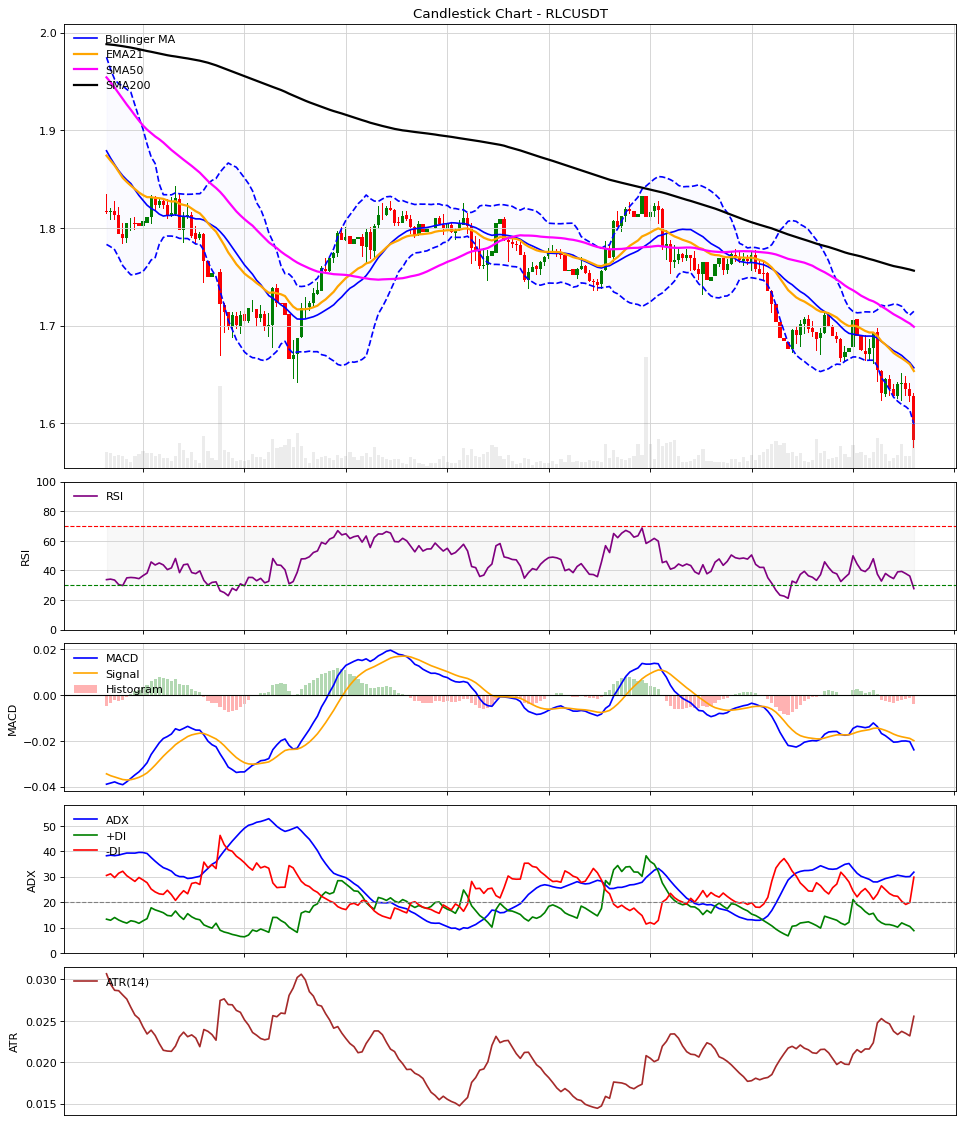 Candlestick Chart - RLCUSDT
Bollinger MA
EMA21
SMA50
SMA200
2.0
1.9
1.8
1.7
1.6
RSI
RSI
100
80
60
40
20
0
MACD
Signal
Histogram
MACD
0.02
0.00
−0.02
−0.04
ADX
+DI
-DI
ADX
50
40
30
20
10
0
ATR(14)
ATR
0.030
0.025
0.020
0.015